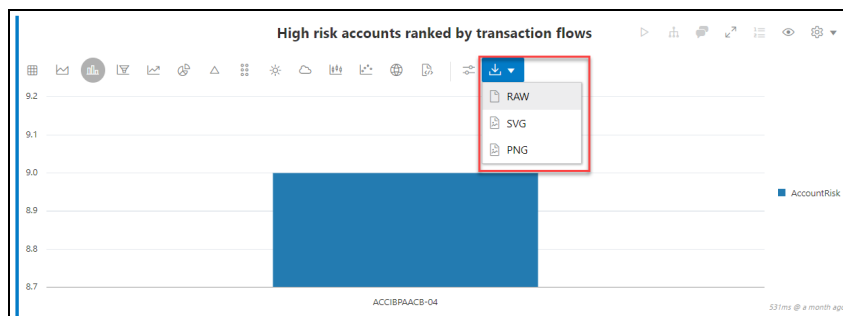 High risk accounts ranked by transaction flows
RAW
SVG
PNG
9.2
9.1
9.0
8.9
8.8
8.7
AccountRisk
ACCIBPAACB-04
531ms @ a month ago